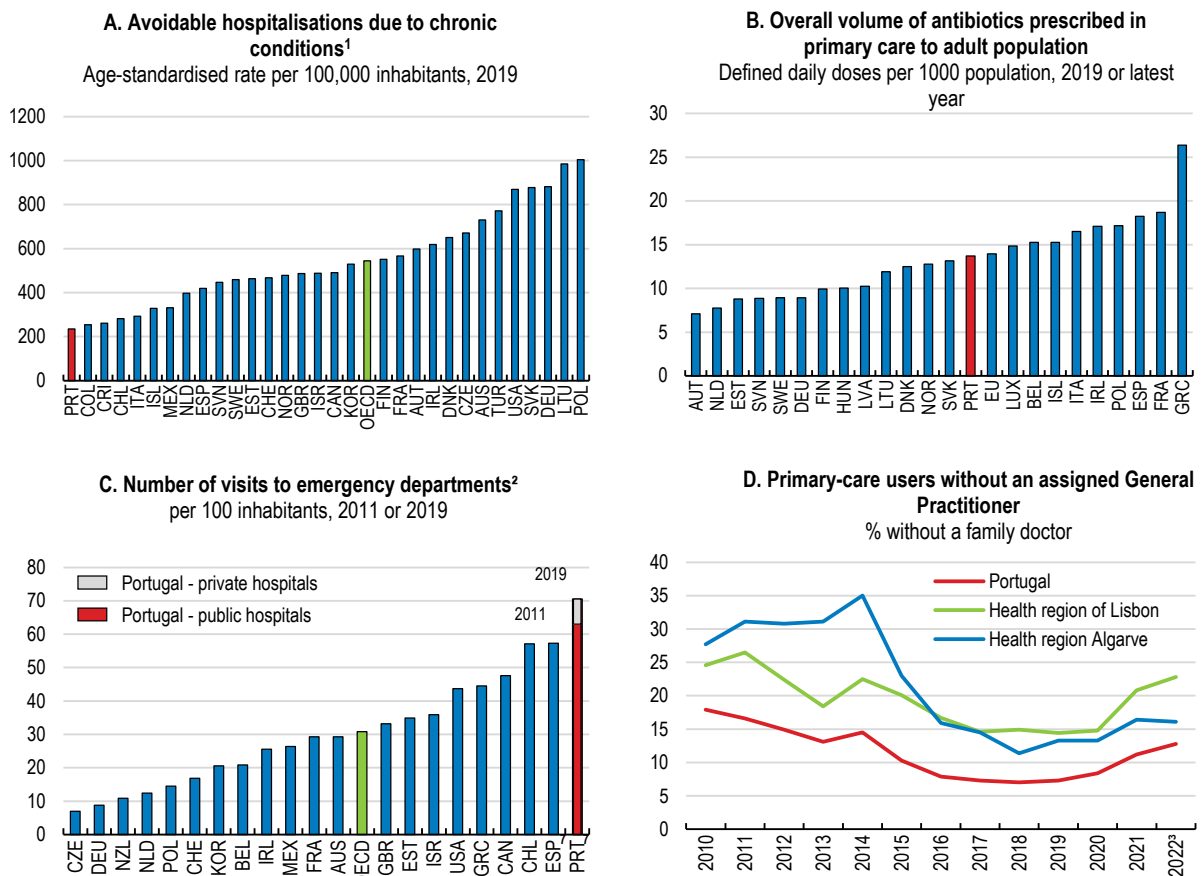 A. Avoidable hospitalisations due to chronic
conditions¹
Age-standardised rate per 100,000 inhabitants, 2019
1200
1000
800
600
400
200
0
PRT
COL
CRI
CHL
ITA
ISL
MEX
NLD
ESP
SVN
SWE
EST
CHE
NOR
GBR
ISR
CAN
KOR
OECD
FIN
FRA
AUT
IRL
DNK
CZE
AUS
TUR
USA
SVK
DEU
LTU
POL
B. Overall volume of antibiotics prescribed in
primary care to adult population
Defined daily doses per 1000 population, 2019 or latest
year
30
25
20
15
10
5
0
AUT
NLD
EST
SVN
SWE
DEU
FIN
HUN
LVA
LTU
DNK
NOR
SVK
PRT
EU
LUX
BEL
ISL
ITA
IRL
POL
ESP
FRA
GRC
C. Number of visits to emergency departments²
per 100 inhabitants, 2011 or 2019
80
70
60
50
40
30
20
10
0
Portugal - private hospitals
Portugal - public hospitals
2019
2011
CZE
DEU
NZL
NLD
POL
CHE
KOR
BEL
IRL
MEX
FRA
AUS
OECD
GBR
EST
ISR
USA
GRC
CAN
CHL
ESP
PRT
D. Primary-care users without an assigned General
Practitioner
% without a family doctor
40
35
30
25
20
15
10
5
0
Portugal
Health region of Lisbon
Health region Algarve
2010
2011
2012
2013
2014
2015
2016
2017
2018
2019
2020
2021
2022³